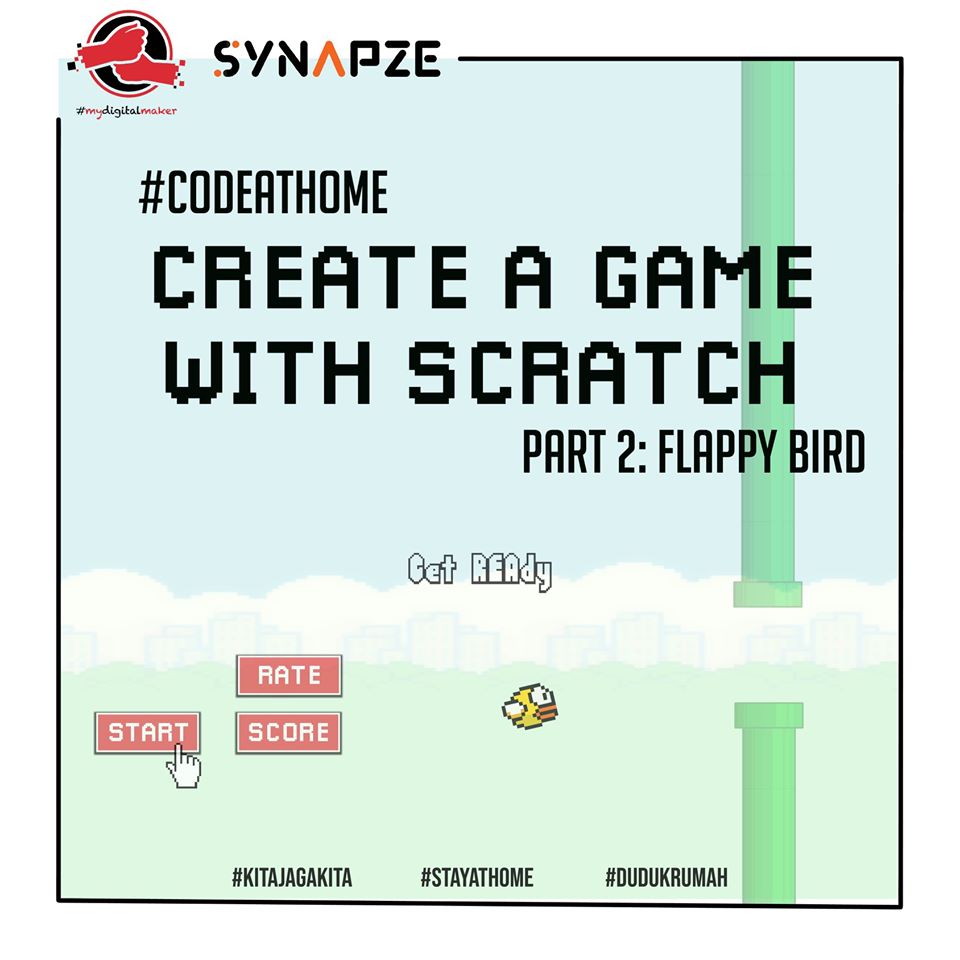 SYNAPZE
#mydigitalmaker
#CODEATHOME
CREATE A GAME
WITH SCRATCH
PART 2: FLAPPY BIRD
Get REAdy
RATE
START
SCORE
#KITAJAGAKITA
#STAYATHOME
#DUDUKRUMAH